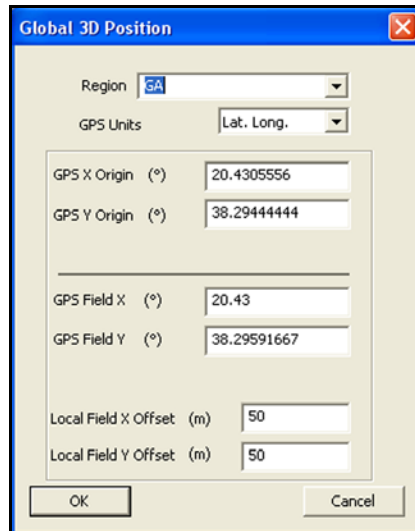 Global 3D Position
Region GA
GPS Units Lat. Long.
GPS X Origin (°) 20.4305556
GPS Y Origin (°) 38.29444444
GPS Field X (°) 20.43
GPS Field Y (°) 38.29591667
Local Field X Offset (m) 50
Local Field Y Offset (m) 50
OK Cancel